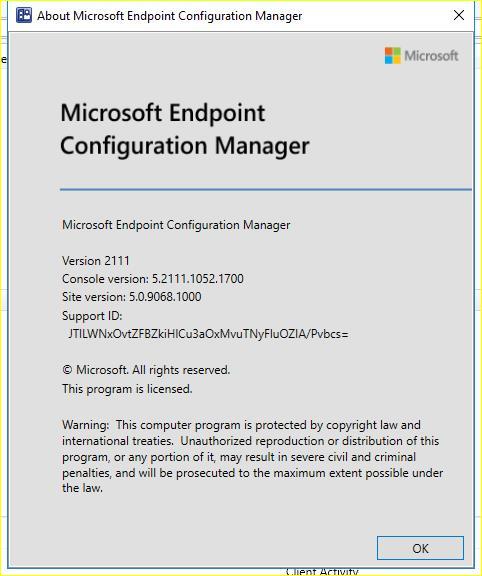 About Microsoft Endpoint Configuration Manager
Microsoft
Microsoft Endpoint
Configuration Manager
Microsoft Endpoint Configuration Manager
Version 2111
Console version: 5.2111.1052.1700
Site version: 5.0.9068.1000
Support ID:
JTILWNxOvtZFBZkiHICu3aOxMvuTNyFIuOZIA/Pvbcs=
© Microsoft. All rights reserved.
This program is licensed.
Warning:  This computer program is protected by copyright law and
international treaties.  Unauthorized reproduction or distribution of this
program, or any portion of it, may result in severe civil and criminal
penalties, and will be prosecuted to the maximum extent possible under
the law.
OK
Client Activity